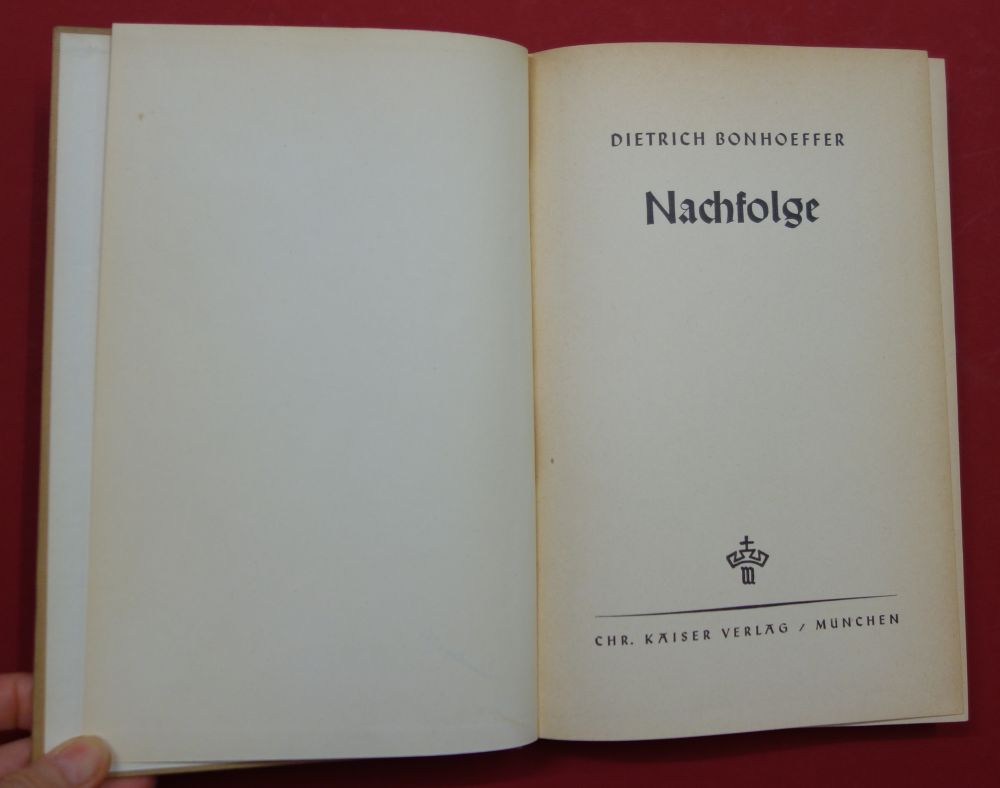 DIETRICH BONHOEFFER
Nachfolge
m
CHR. KAISER VERLAG / MÜNCHEN